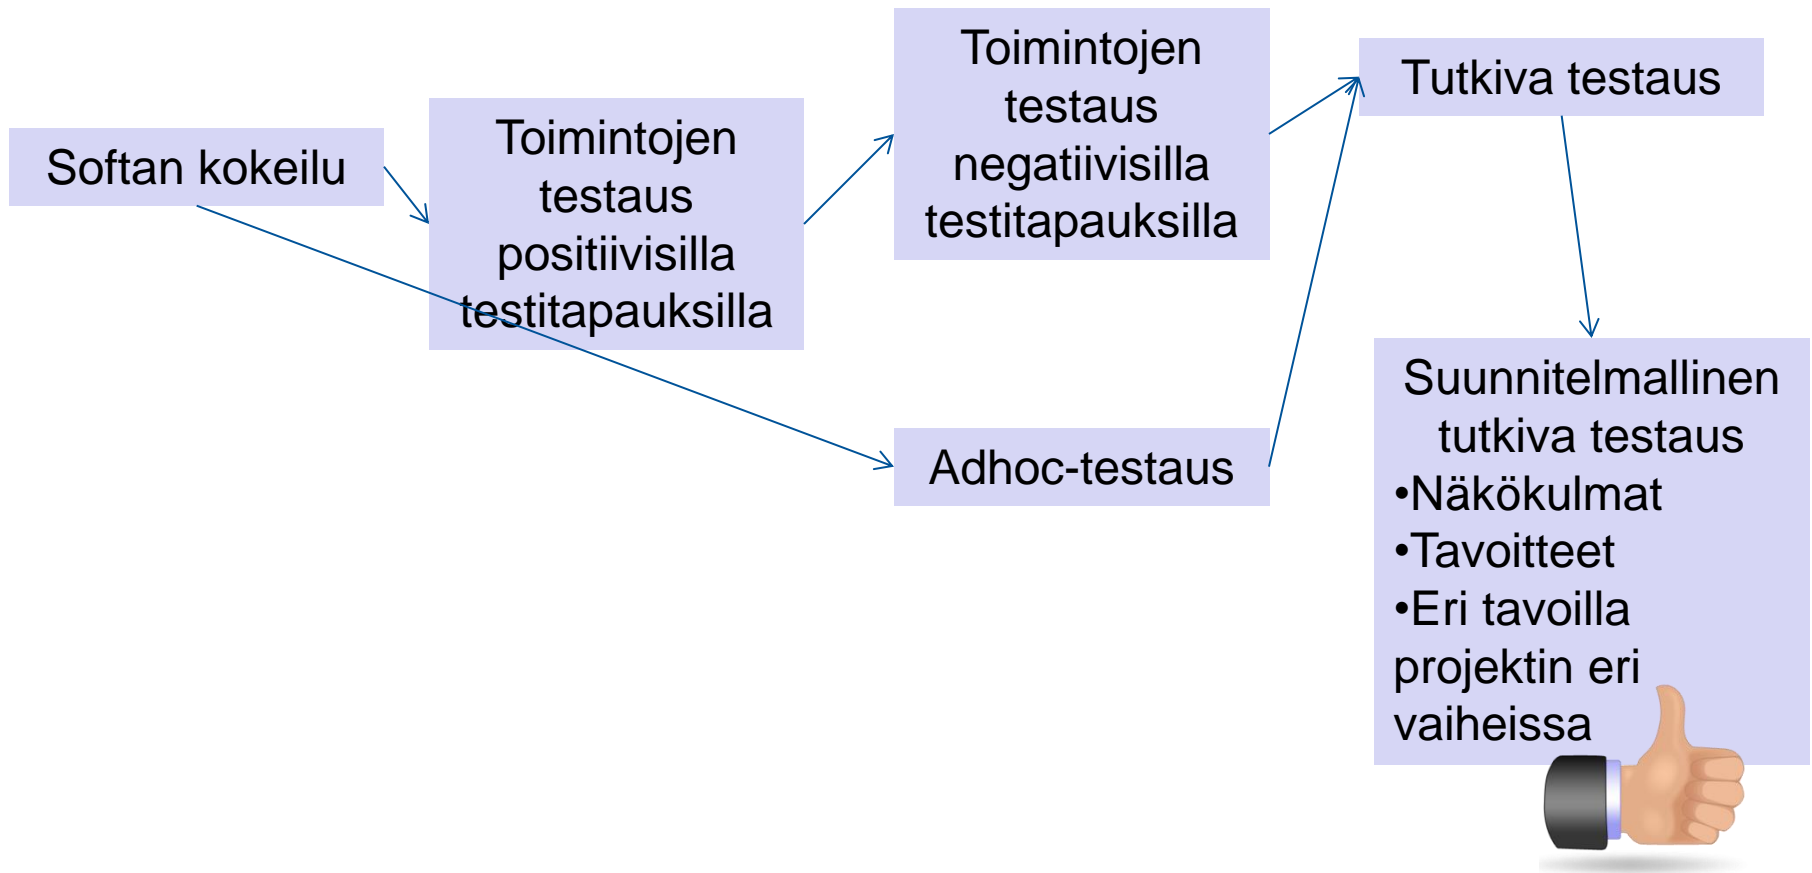 Softan kokeilu
Toimintojen
testaus
positiivisilla
testitapauksilla
Toimintojen
testaus
negatiivisilla
testitapauksilla
Adhoc-testaus
Tutkiva testaus
Suunnitelmallinen
tutkiva testaus
•Näkökulmat
•Tavoitteet
•Eri tavoilla
projektin eri
vaiheissa